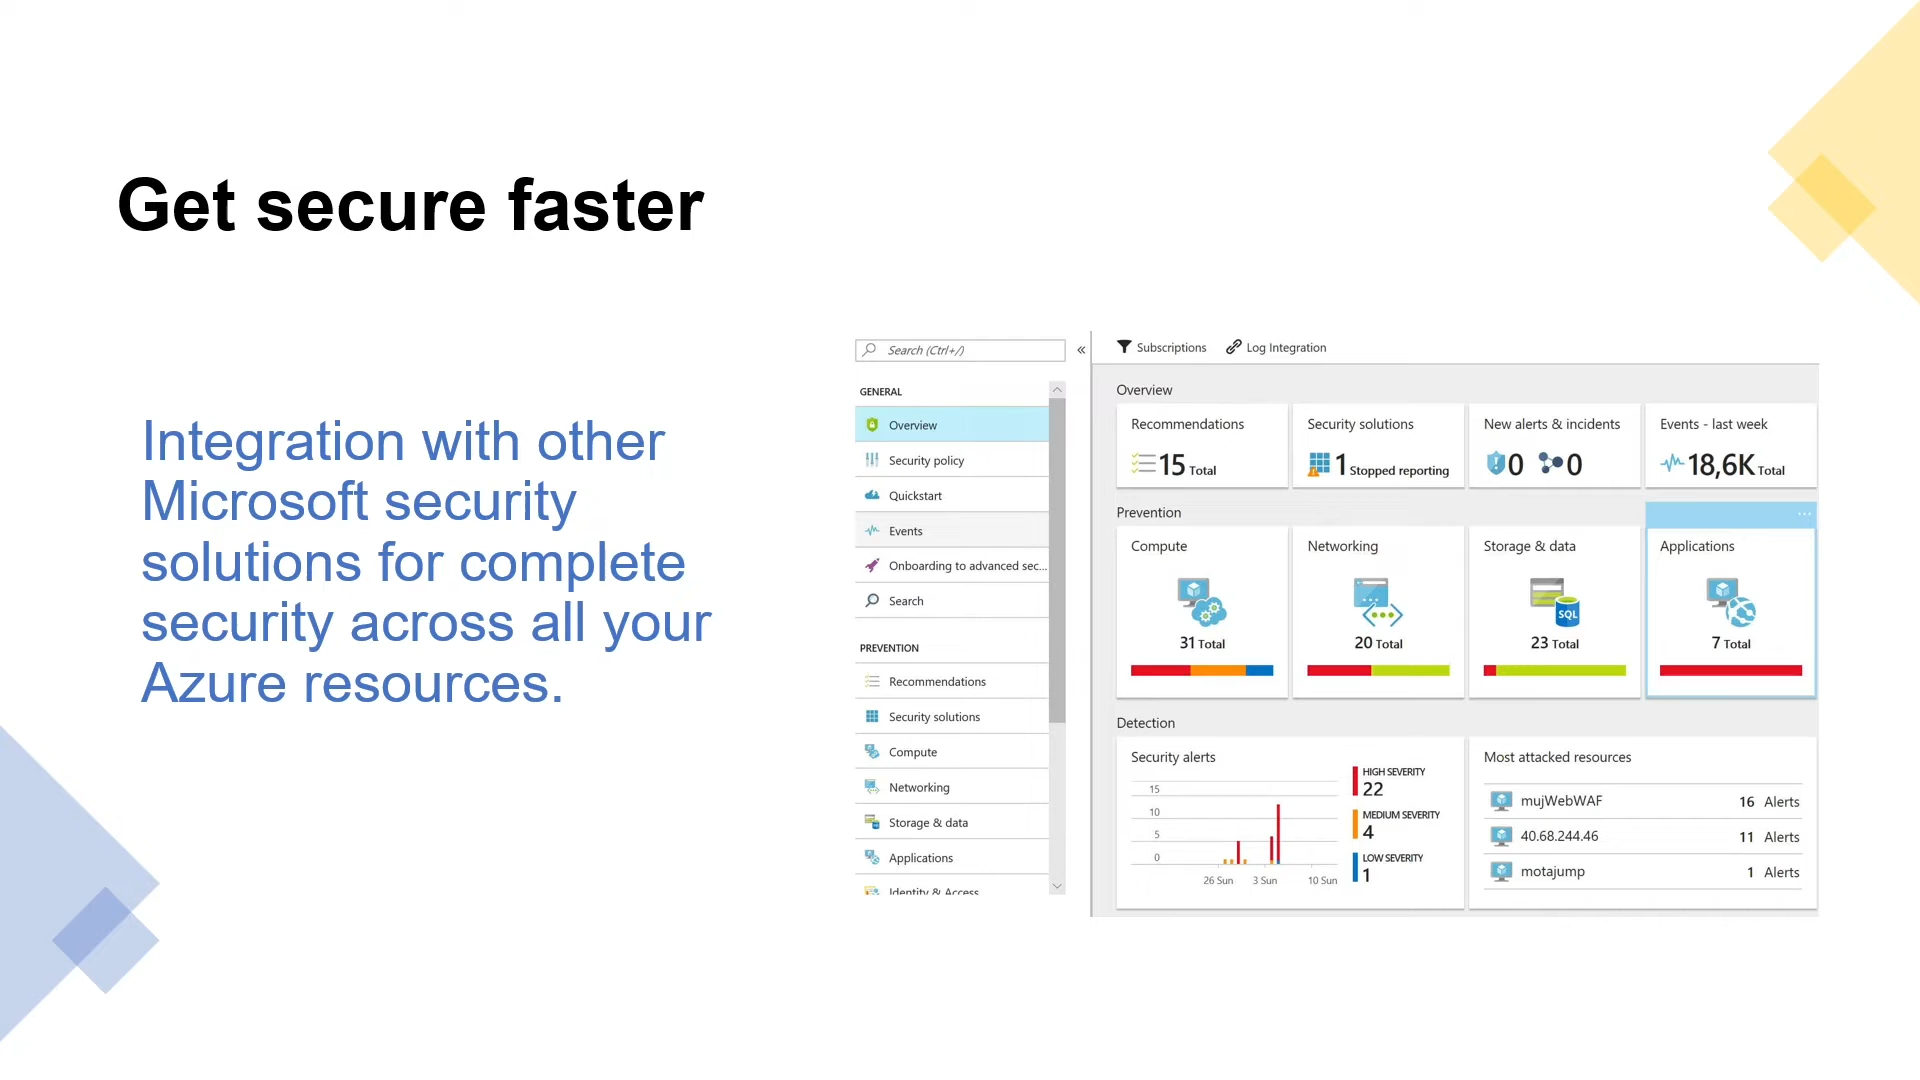 Get secure faster
Integration with other
Microsoft security
solutions for complete
security across all your
Azure resources.
Search (Ctrl+/)
«
GENERAL
Overview
Security policy
Quickstart
Events
Onboarding to advanced sec...
Search
PREVENTION
Recommendations
Security solutions
Compute
Networking
Storage & data
Applications
Identity & Access
Subscriptions
Log Integration
Overview
Recommendations
15 Total
Security solutions
1 Stopped reporting
New alerts & incidents
0 0
Events - last week
18,6K Total
Prevention
...
Compute
31 Total
Networking
20 Total
Storage & data
SQL
23 Total
Applications
7 Total
Detection
Security alerts
15
10
5
0
26 Sun 3 Sun 10 Sun
HIGH SEVERITY
22
MEDIUM SEVERITY
4
LOW SEVERITY
1
Most attacked resources
mujWebWAF 16 Alerts
40.68.244.46 11 Alerts
motajump 1 Alerts